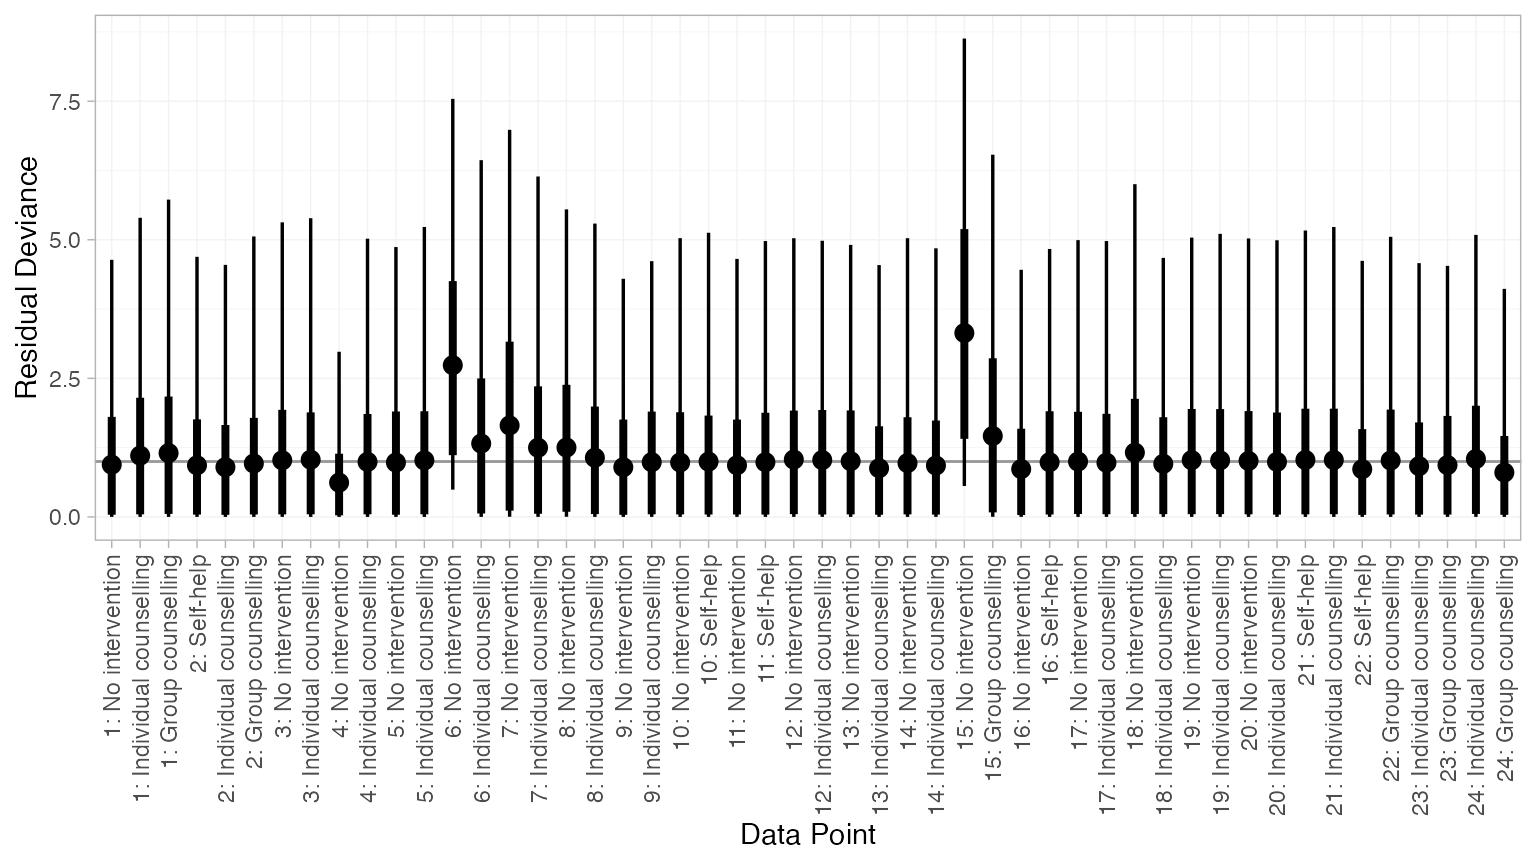 7.5
5.0
2.5
0.0
Residual Deviance
1: No intervention
1: Individual counselling
1: Group counselling
2: Self-help
2: Individual counselling
2: Group counselling
3: No intervention
3: Individual counselling
4: No intervention
4: Individual counselling
5: No intervention
5: Individual counselling
6: No intervention
6: Individual counselling
7: No intervention
7: Individual counselling
8: No intervention
8: Individual counselling
9: No intervention
9: Individual counselling
10: No intervention
10: Self-help
11: No intervention
11: Self-help
12: No intervention
12: Individual counselling
13: No intervention
13: Individual counselling
14: No intervention
14: Individual counselling
15: No intervention
15: Group counselling
16: No intervention
16: Self-help
17: No intervention
17: Individual counselling
18: No intervention
18: Individual counselling
19: No intervention
19: Individual counselling
20: No intervention
20: Individual counselling
21: Self-help
21: Individual counselling
22: Self-help
22: Group counselling
23: Individual counselling
23: Group counselling
24: Individual counselling
24: Group counselling
Data Point